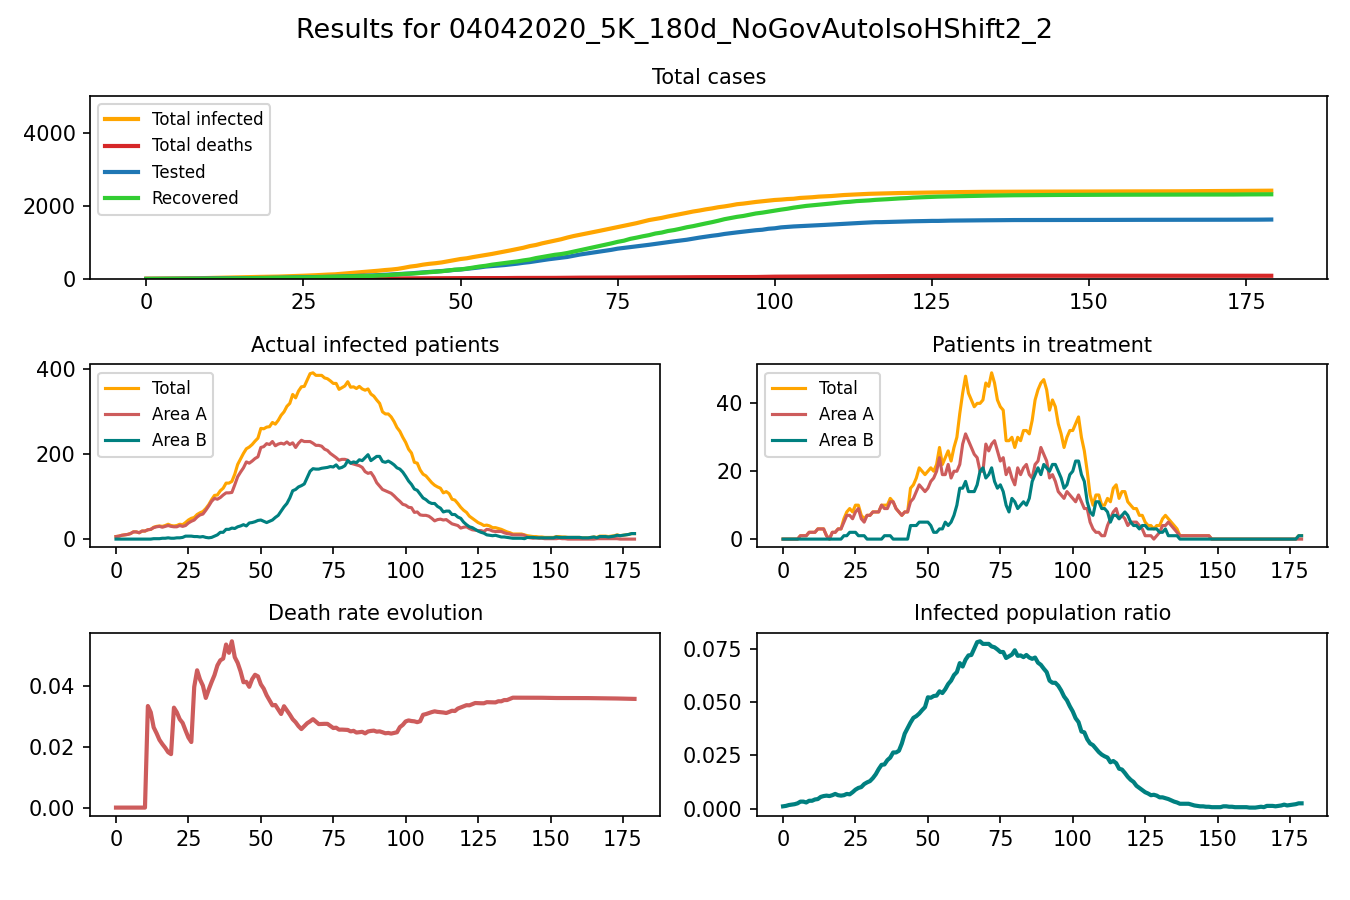 Results for 04042020_5K_180d_NoGovAutoIsoHShift2_2
Total cases
Total infected
Total deaths
Tested
Recovered
4000
2000
0
0 25 50 75 100 125 150 175
Actual infected patients
Total
Area A
Area B
400
200
0
0 25 50 75 100 125 150 175
Patients in treatment
Total
Area A
Area B
40
20
0
0 25 50 75 100 125 150 175
Death rate evolution
0.04
0.02
0.00
0 25 50 75 100 125 150 175
Infected population ratio
0.075
0.050
0.025
0.000
0 25 50 75 100 125 150 175